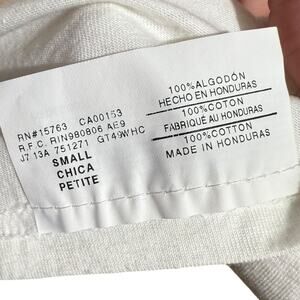 RN#15763 CA00153
R.F.C. RIN980806 AE9
J7 13A 751271 GT49WHC
SMALL
CHICA
PETITE
100%ALGODÓN
HECHO EN HONDURAS
100%COTON
FABRIQUÉ AU HONDURAS
100%COTTON
MADE IN HONDURAS